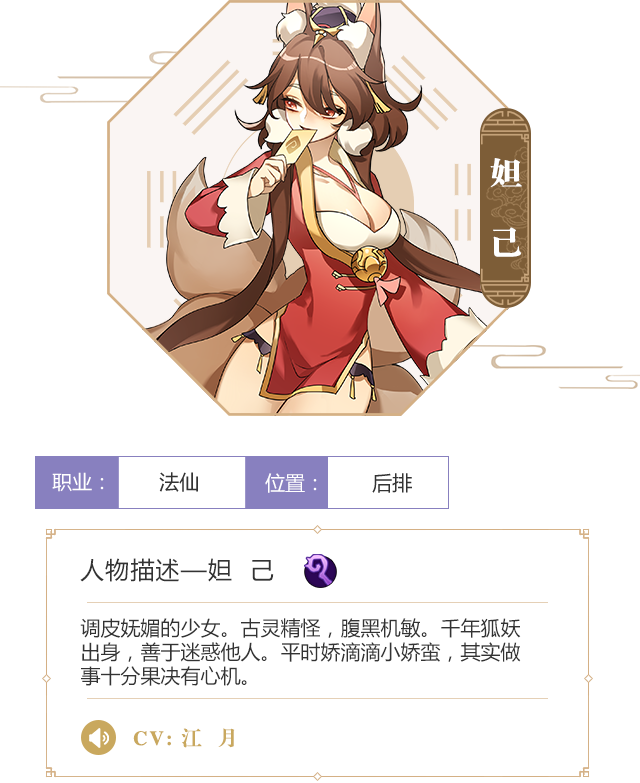 妲己
职业： 法仙 位置： 后排
人物描述—妲 己
调皮妩媚的少女。古灵精怪，腹黑机敏。千年狐妖
出身，善于迷惑他人。平时娇滴滴小娇蛮，其实做
事十分果决有心机。
CV: 江 月